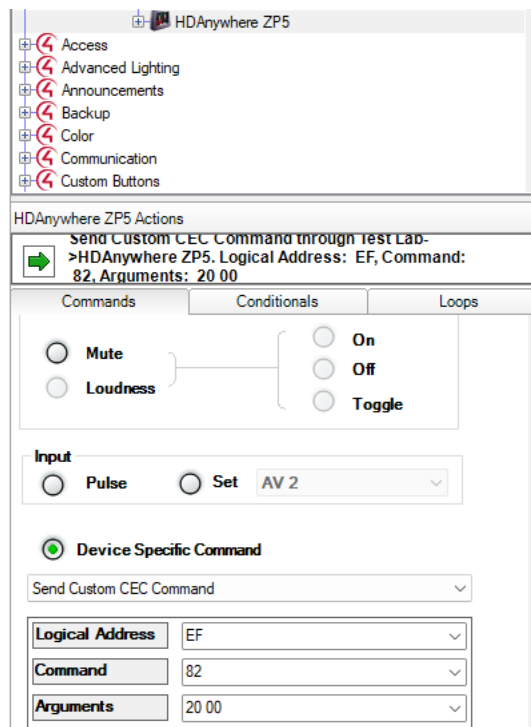 HDAnywhere ZP5
Access
Advanced Lighting
Announcements
Backup
Color
Communication
Custom Buttons
HDAnywhere ZP5 Actions
Send Custom CEC Command through Test Lab-
>HDAnywhere ZP5. Logical Address: EF, Command:
82, Arguments: 20 00
Commands Conditionals Loops
Mute
Loudness
On
Off
Toggle
Input
Pulse Set AV 2
Device Specific Command
Send Custom CEC Command
Logical Address EF
Command 82
Arguments 20 00